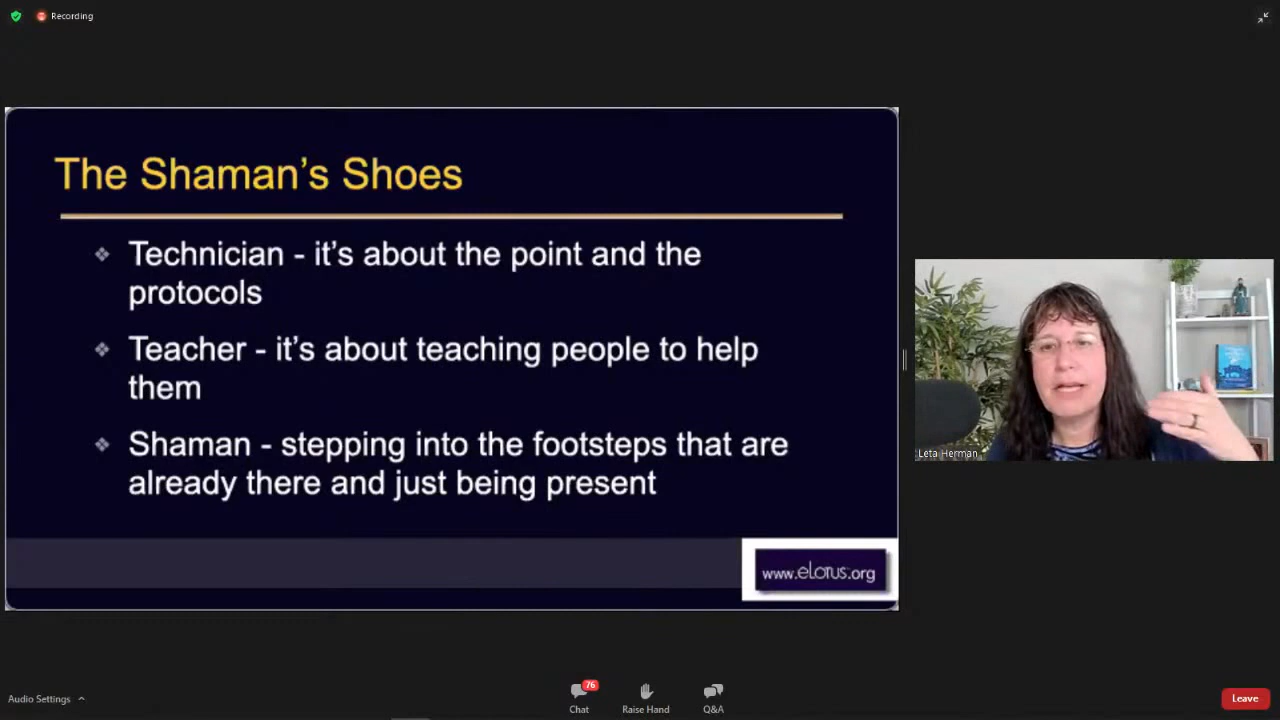 Recording
The Shaman’s Shoes
❖ Technician - it’s about the point and the
protocols
❖ Teacher - it’s about teaching people to help
them
❖ Shaman - stepping into the footsteps that are
already there and just being present
www.eLotus.org
Leta Herman
Audio Settings
76
Chat
Raise Hand
Q&A
Leave